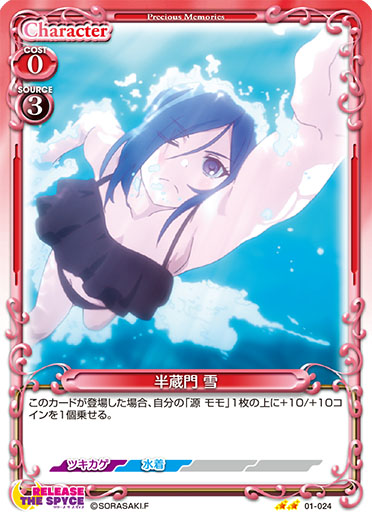 Precious Memories
Character
COST
0
SOURCE
3
半蔵門 雪
このカードが登場した場合、自分の「源 モモ」1枚の上に+10/+10コ
インを1個乗せる。
ツキカゲ 水着
RELEASE
THE SPYCE
©SORASAKI.F 01-024